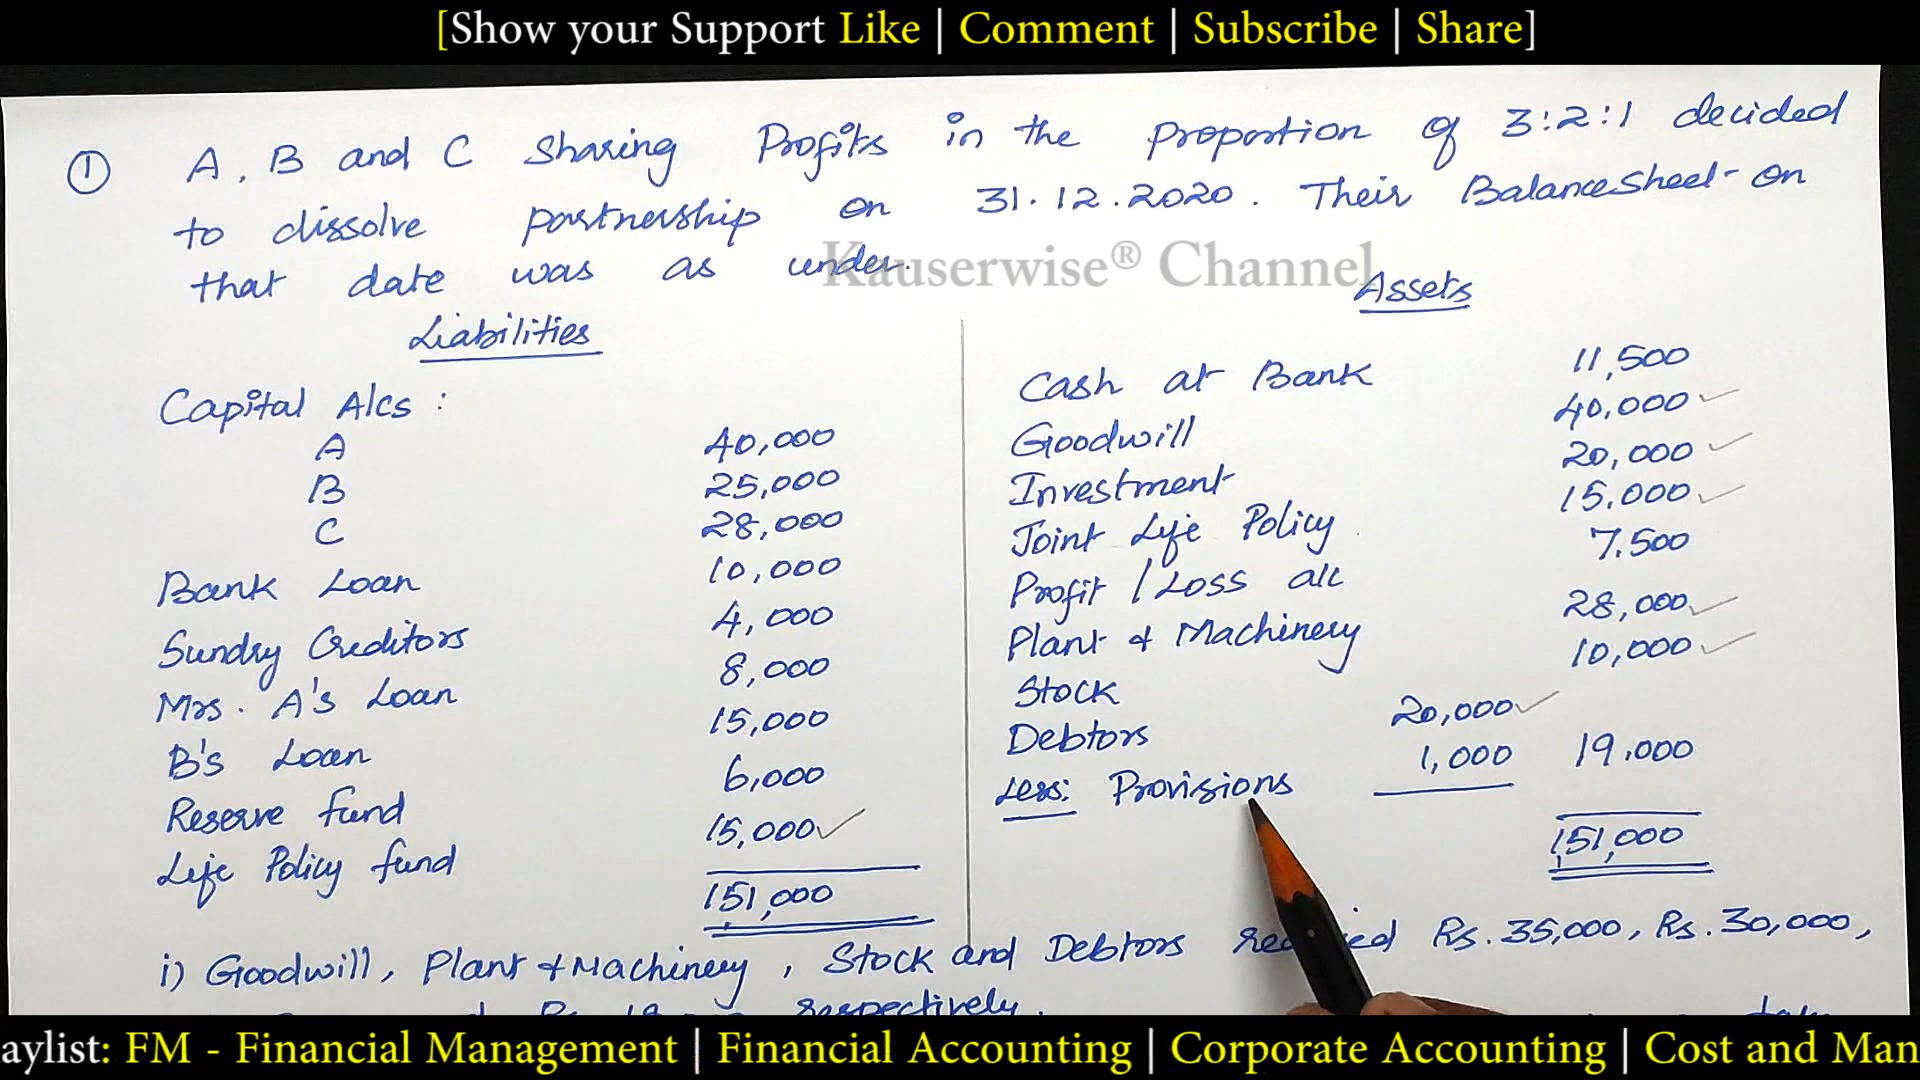 [Show your Support Like | Comment | Subscribe | Share]
① A, B and C sharing Profits in the proportion of 3:2:1 decided
to dissolve partnership on 31.12.2020. Their Balancesheet on
that date was as under.
Kauserwise® Channel
Liabilities
Assets
Capital A/cs :
A 40,000
B 25,000
C 28,000
Bank Loan 10,000
Sundry Creditors 4,000
Mrs. A's Loan 8,000
B's Loan 15,000
Reserve fund 6,000
Life Policy fund 15,000
151,000
Cash at Bank 11,500
Goodwill 40,000
Investment 20,000
Joint Life Policy 15,000
Profit / Loss a/c 7,500
Plant & Machinery 28,000
Stock 10,000
Debtors 20,000
Less: Provisions 1,000 19,000
151,000
i) Goodwill, Plant & Machinery, Stock and Debtors Rs. 35,000, Rs. 30,000,
respectively.
aylist: FM - Financial Management | Financial Accounting | Corporate Accounting | Cost and Man